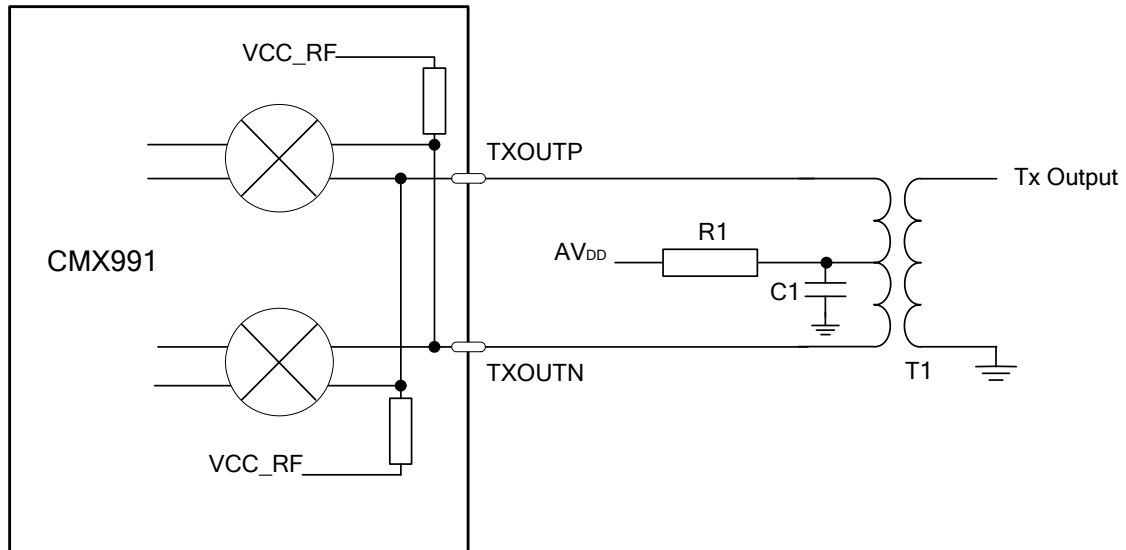 VCC_RF
TXOUTP
Tx Output
R1
AVDD
CMX991
C1
TXOUTN
T1
VCC_RF